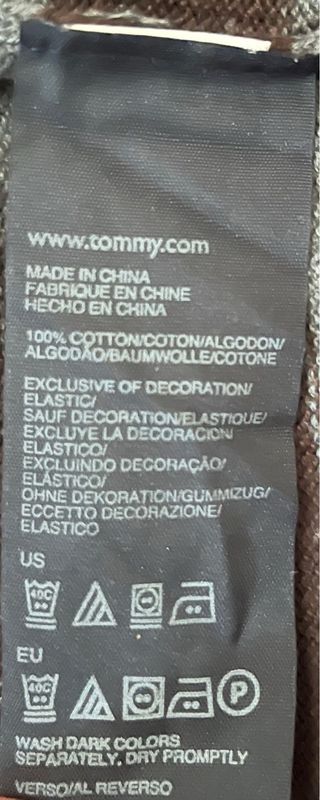 www.tommy.com
MADE IN CHINA
FABRIQUE EN CHINE
HECHO EN CHINA
100% COTTON/COTON/ALGODON/
ALGODÃO/BAUMWOLLE/COTONE
EXCLUSIVE OF DECORATION/
ELASTIC/
SAUF DECORATION/ELASTIQUE/
EXCLUYE LA DECORACION/
ELASTICO/
EXCLUINDO DECORAÇÃO/
ELÁSTICO/
OHNE DEKORATION/GUMMIZUG/
ECCETTO DECORAZIONE/
ELASTICO
US
40C
EU
40C
P
WASH DARK COLORS
SEPARATELY. DRY PROMPTLY
VERSO/AL REVERSO